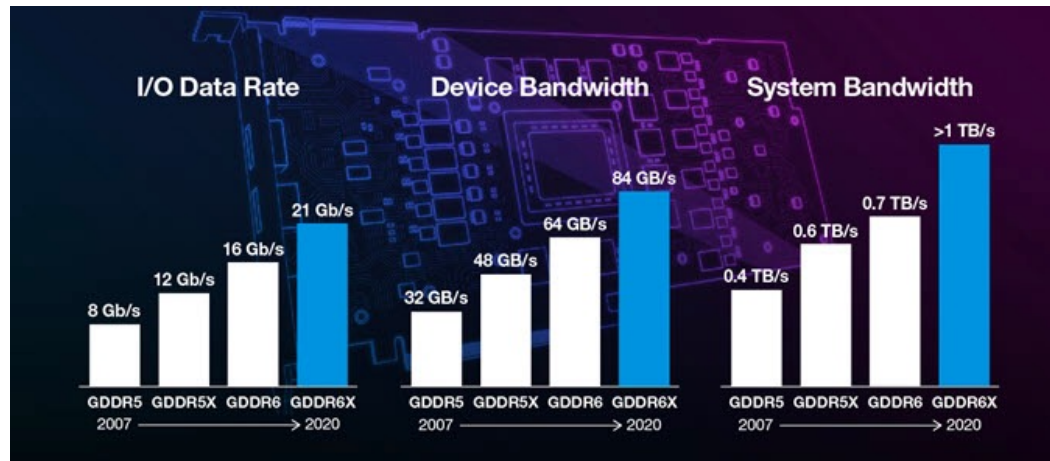 I/O Data Rate
8 Gb/s
12 Gb/s
16 Gb/s
21 Gb/s
GDDR5 GDDR5X GDDR6 GDDR6X
2007 2020
Device Bandwidth
32 GB/s
48 GB/s
64 GB/s
84 GB/s
GDDR5 GDDR5X GDDR6 GDDR6X
2007 2020
System Bandwidth
0.4 TB/s
0.6 TB/s
0.7 TB/s
>1 TB/s
GDDR5 GDDR5X GDDR6 GDDR6X
2007 2020